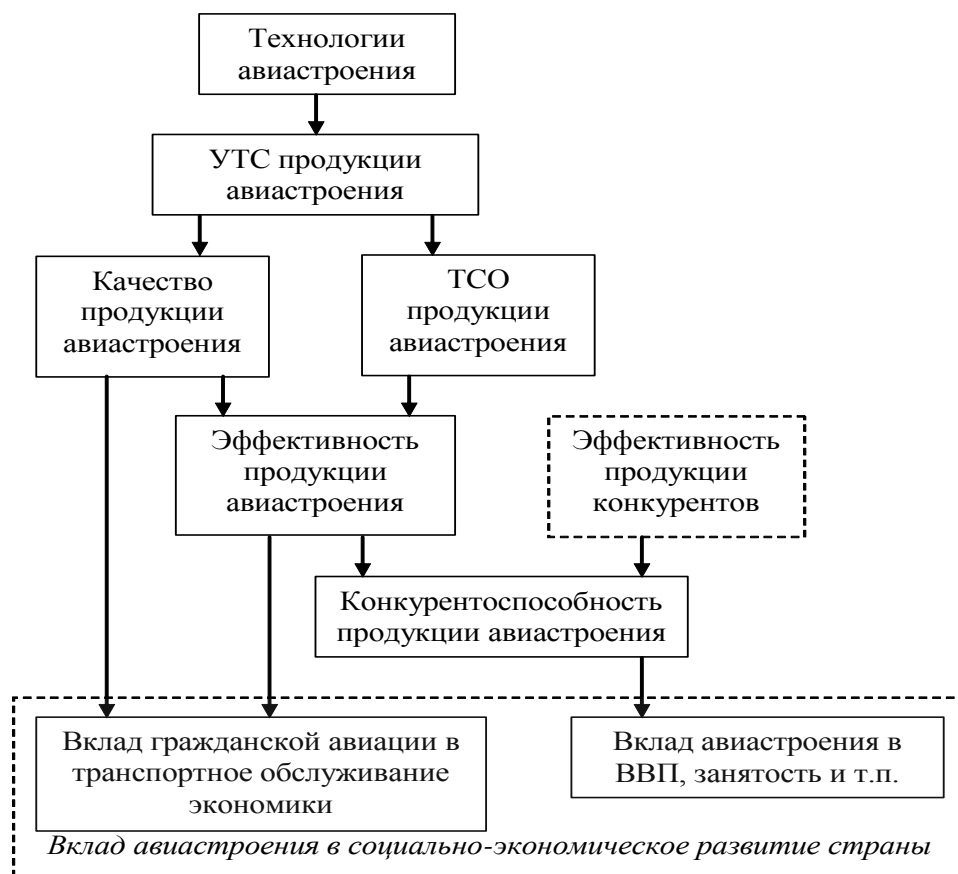 Технологии
авиастроения
УТС продукции
авиастроения
Качество
продукции
авиастроения
ТСО
продукции
авиастроения
Эффективность
продукции
авиастроения
Эффективность
продукции
конкурентов
Конкурентоспособность
продукции авиастроения
Вклад гражданской авиации в
транспортное обслуживание
экономики
Вклад авиастроения в
ВВП, занятость и т.п.
Вклад авиастроения в социально-экономическое развитие страны